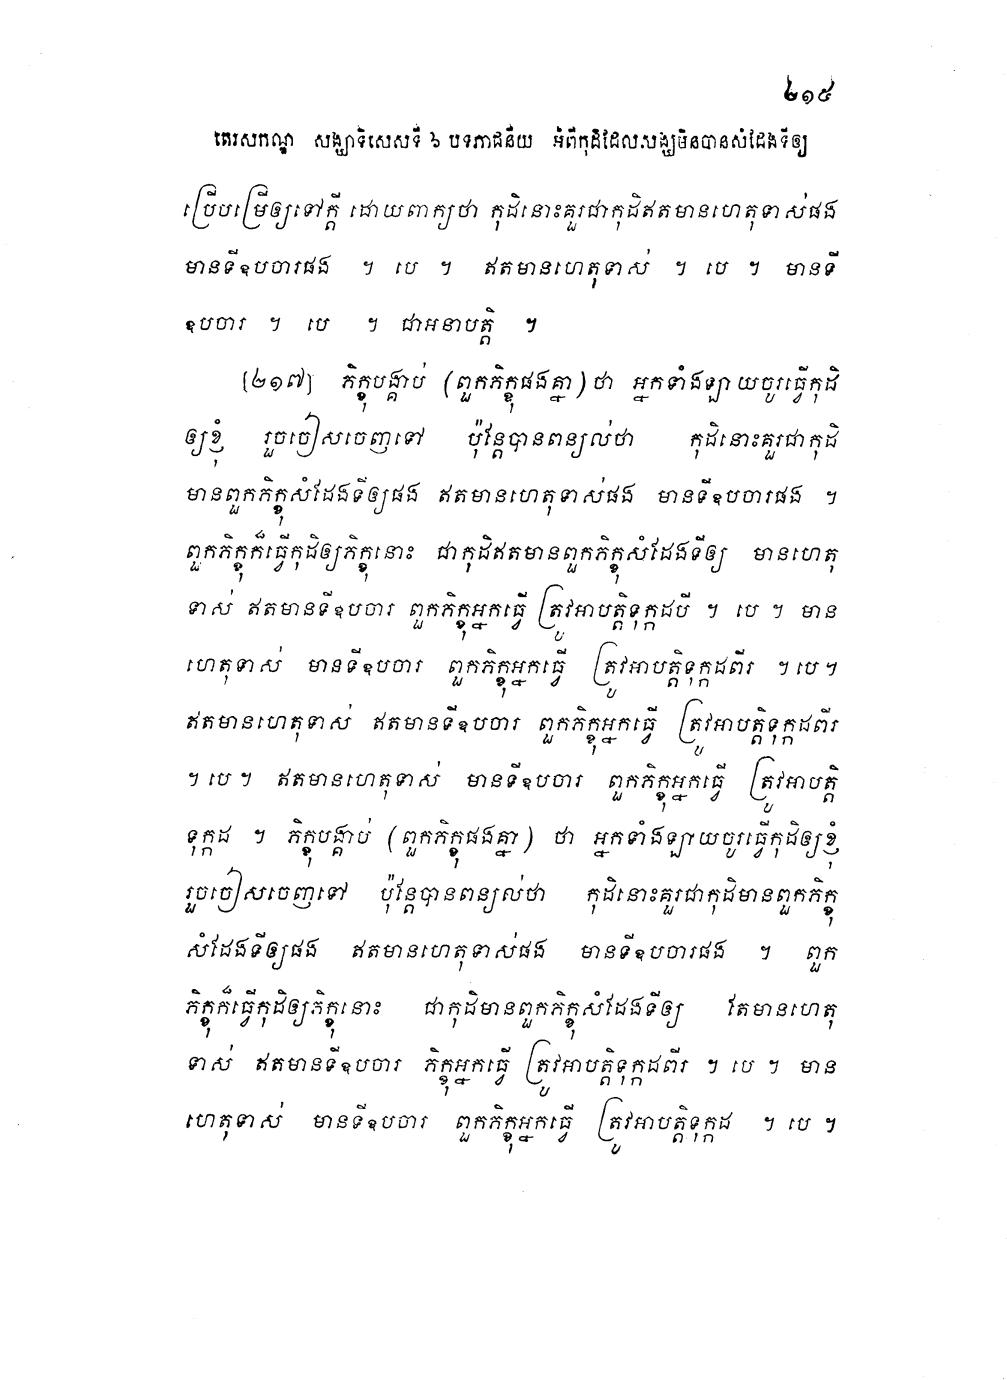 ២១៥
តេរសកណ្ឌ សង្ឃាទិសេសទី ៦ បទភាជនីយ អំពីកុដិដែលសង្ឃមិនបានសំដែងទីឲ្យ
ប្រើបម្រើឲ្យទៅក្តី ដោយពាក្យថា កុដិនោះគួរជាកុដិឥតមានហេតុទាស់ផង
មានទីឧបចារផង ។ បេ ។ ឥតមានហេតុទាស់ ។ បេ ។ មានទី
ឧបចារ ។ បេ ។ ជាអនាបត្តិ ។
[២១៧] ភិក្ខុបង្គាប់ (ពួកភិក្ខុផងគ្នា) ថា អ្នកទាំងឡាយចូរធ្វើកុដិ
ឲ្យខ្ញុំ រួចចៀសចេញទៅ ប៉ុន្តែបានពន្យល់ថា កុដិនោះគួរជាកុដិ
មានពួកភិក្ខុសំដែងទីឲ្យផង ឥតមានហេតុទាស់ផង មានទីឧបចារផង ។
ពួកភិក្ខុក៏ធ្វើកុដិឲ្យភិក្ខុនោះ ជាកុដិឥតមានពួកភិក្ខុសំដែងទីឲ្យ មានហេតុ
ទាស់ ឥតមានទីឧបចារ ពួកភិក្ខុអ្នកធ្វើ ត្រូវអាបត្តិទុក្កដបី ។ បេ ។ មាន
ហេតុទាស់ មានទីឧបចារ ពួកភិក្ខុអ្នកធ្វើ ត្រូវអាបត្តិទុក្កដពីរ ។ បេ ។
ឥតមានហេតុទាស់ ឥតមានទីឧបចារ ពួកភិក្ខុអ្នកធ្វើ ត្រូវអាបត្តិទុក្កដពីរ
។ បេ ។ ឥតមានហេតុទាស់ មានទីឧបចារ ពួកភិក្ខុអ្នកធ្វើ ត្រូវអាបត្តិ
ទុក្កដ ។ ភិក្ខុបង្គាប់ (ពួកភិក្ខុផងគ្នា) ថា អ្នកទាំងឡាយចូរធ្វើកុដិឲ្យខ្ញុំ
រួចចៀសចេញទៅ ប៉ុន្តែបានពន្យល់ថា កុដិនោះគួរជាកុដិមានពួកភិក្ខុ
សំដែងទីឲ្យផង ឥតមានហេតុទាស់ផង មានទីឧបចារផង ។ ពួក
ភិក្ខុក៏ធ្វើកុដិឲ្យភិក្ខុនោះ ជាកុដិមានពួកភិក្ខុសំដែងទីឲ្យ តែមានហេតុ
ទាស់ ឥតមានទីឧបចារ ភិក្ខុអ្នកធ្វើ ត្រូវអាបត្តិទុក្កដពីរ ។ បេ ។ មាន
ហេតុទាស់ មានទីឧបចារ ពួកភិក្ខុអ្នកធ្វើ ត្រូវអាបត្តិទុក្កដ ។ បេ ។